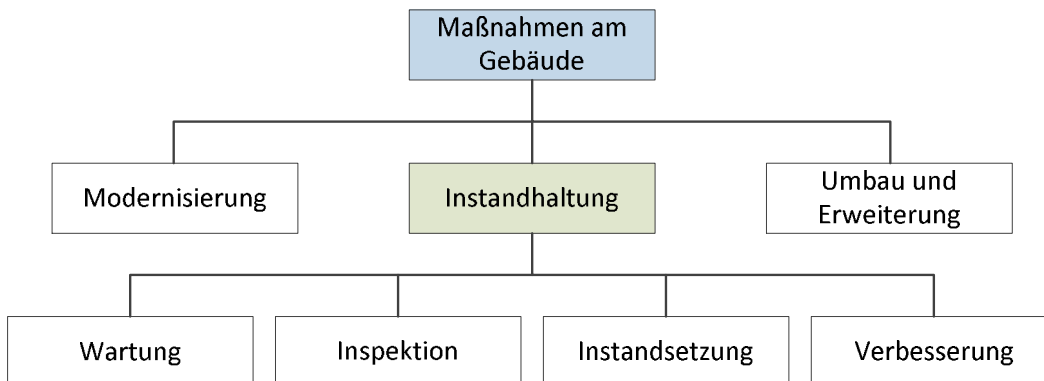 Maßnahmen am
Gebäude
Modernisierung
Instandhaltung
Umbau und
Erweiterung
Wartung
Inspektion
Instandsetzung
Verbesserung